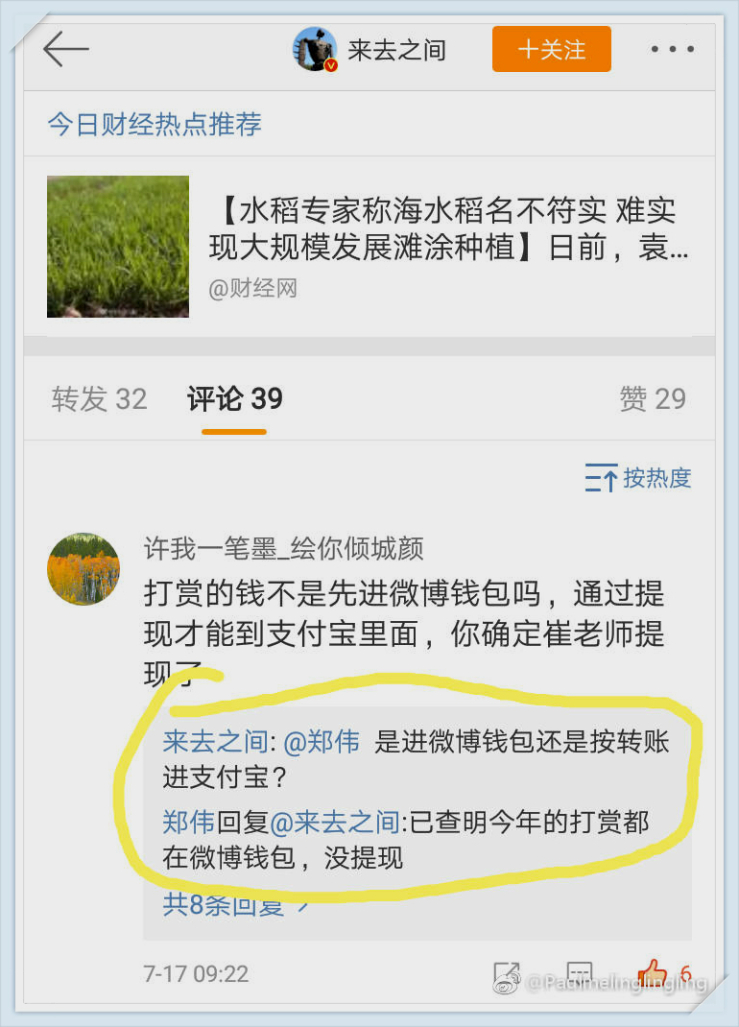 来去之间
十关注
今日财经热点推荐
【水稻专家称海水稻名不符实 难实
现大规模发展滩涂种植】日前，袁...
@财经网
转发 32
评论 39
赞 29
按热度
许我一笔墨_绘你倾城颜
打赏的钱不是先进微博钱包吗，通过提
现才能到支付宝里面，你确定崔老师提
现了
来去之间: @郑伟 是进微博钱包还是按转账
进支付宝？
郑伟回复@来去之间:已查明今年的打赏都
在微博钱包，没提现
共8条回复
7-17 09:22
6